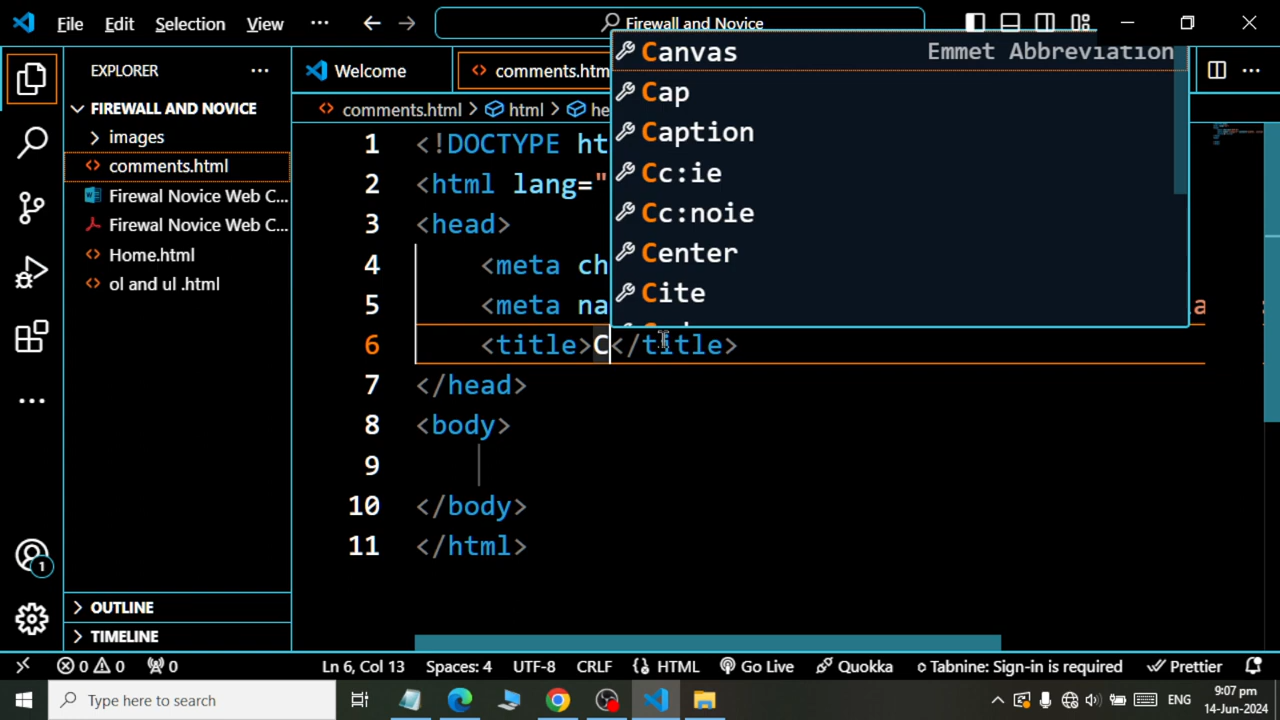 File Edit Selection View ··· Firewall and Novice
EXPLORER ···
FIREWALL AND NOVICE
images
comments.html
Firewal Novice Web C...
Firewal Novice Web C...
Home.html
ol and ul .html
OUTLINE
TIMELINE
Welcome comments.htm
comments.html > html > he
Canvas Emmet Abbreviation
Cap
Caption
Cc:ie
Cc:noie
Center
Cite
1 <!DOCTYPE ht
2 <html lang="
3 <head>
4 <meta ch
5 <meta na
6 <title>C</title>
7 </head>
8 <body>
9
10 </body>
11 </html>
1
0 0 0 Ln 6, Col 13 Spaces: 4 UTF-8 CRLF HTML Go Live Quokka Tabnine: Sign-in is required Prettier
Type here to search ENG 9:07 pm
14-Jun-2024